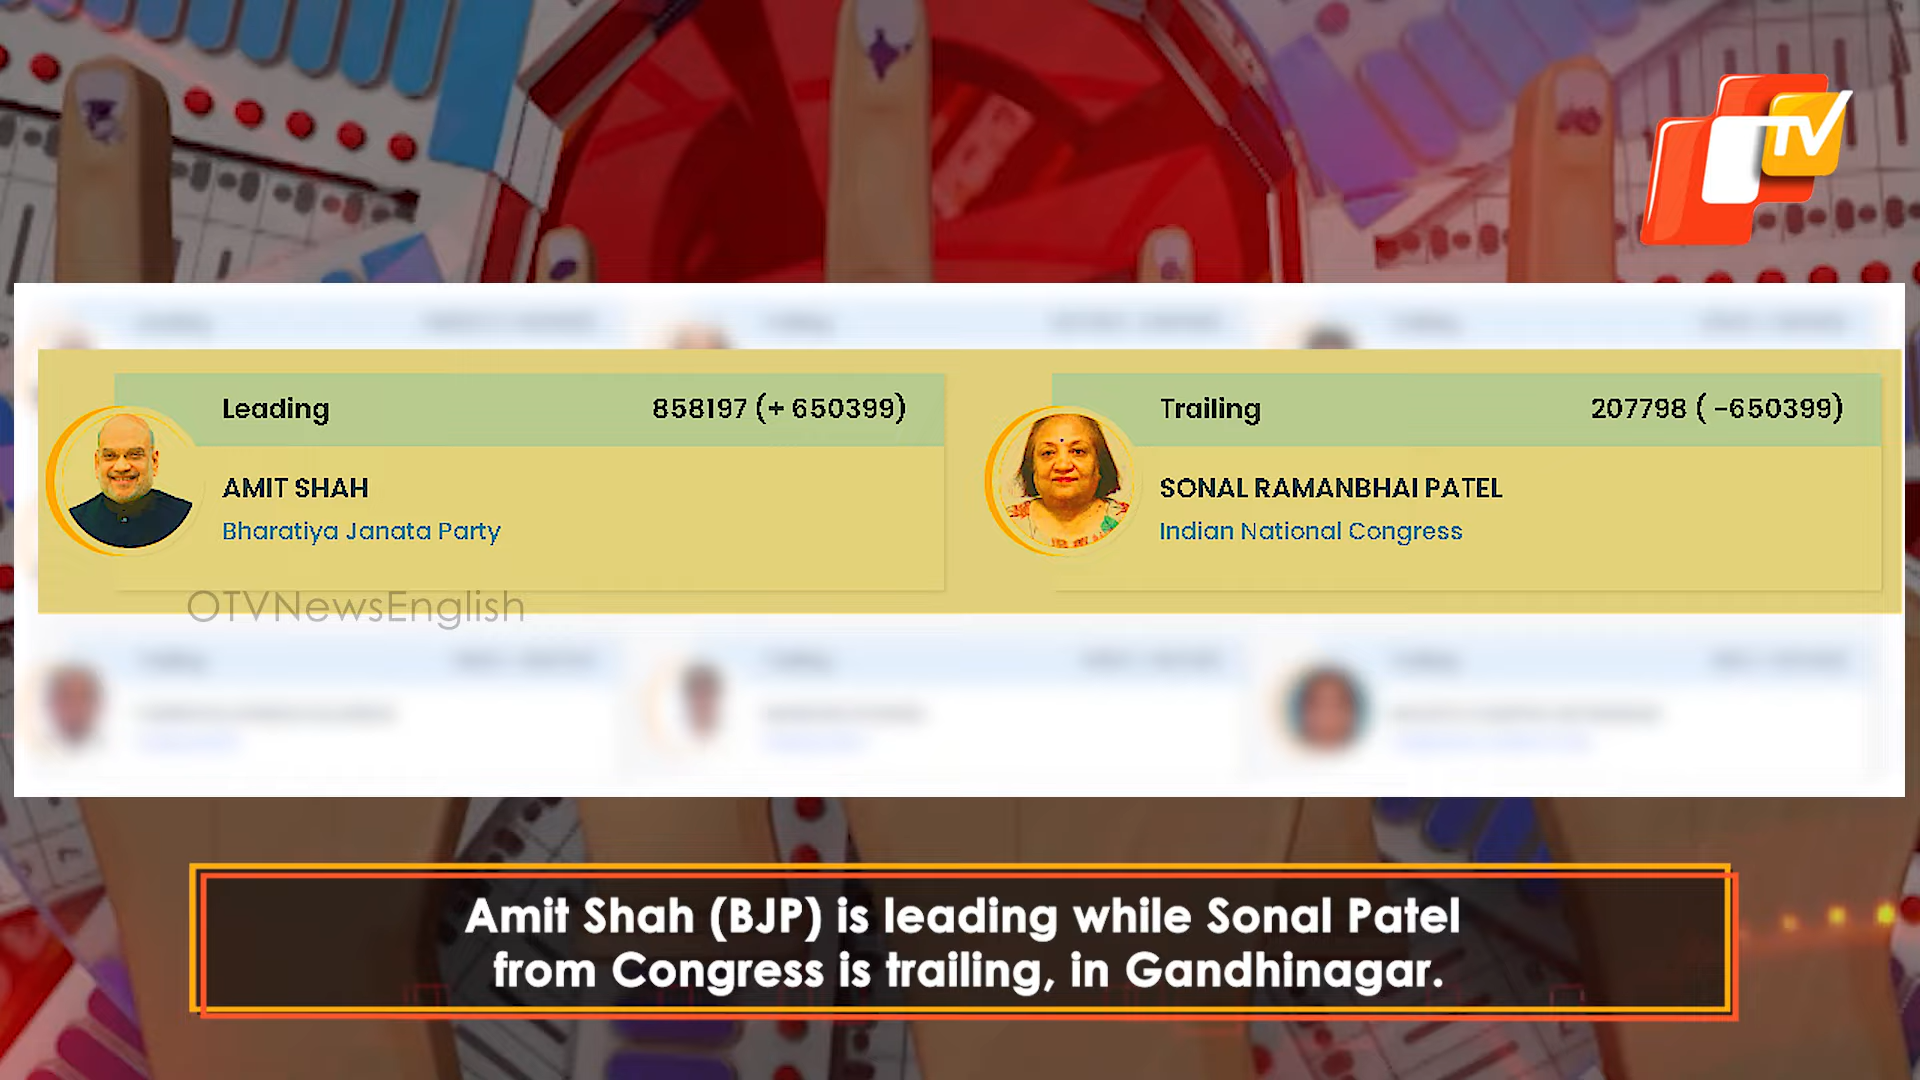 TV
Leading 858197 (+ 650399)
AMIT SHAH
Bharatiya Janata Party
Trailing 207798 ( -650399)
SONAL RAMANBHAI PATEL
Indian National Congress
OTVNewsEnglish
Amit Shah (BJP) is leading while Sonal Patel
from Congress is trailing, in Gandhinagar.